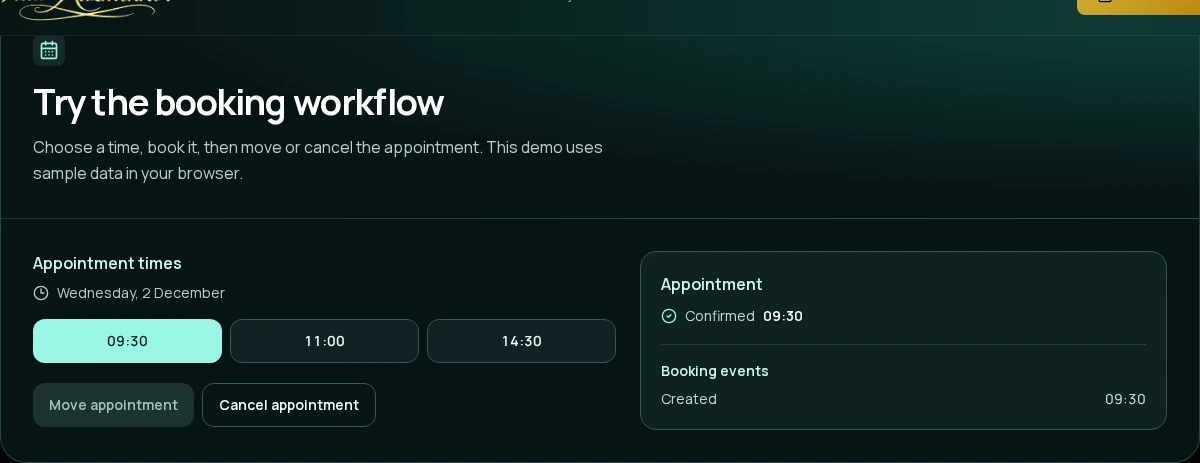 Try the booking workflow
Choose a time, book it, then move or cancel the appointment. This demo uses
sample data in your browser.
Appointment times
Wednesday, 2 December
09:30
11:00
14:30
Move appointment
Cancel appointment
Appointment
Confirmed 09:30
Booking events
Created 09:30